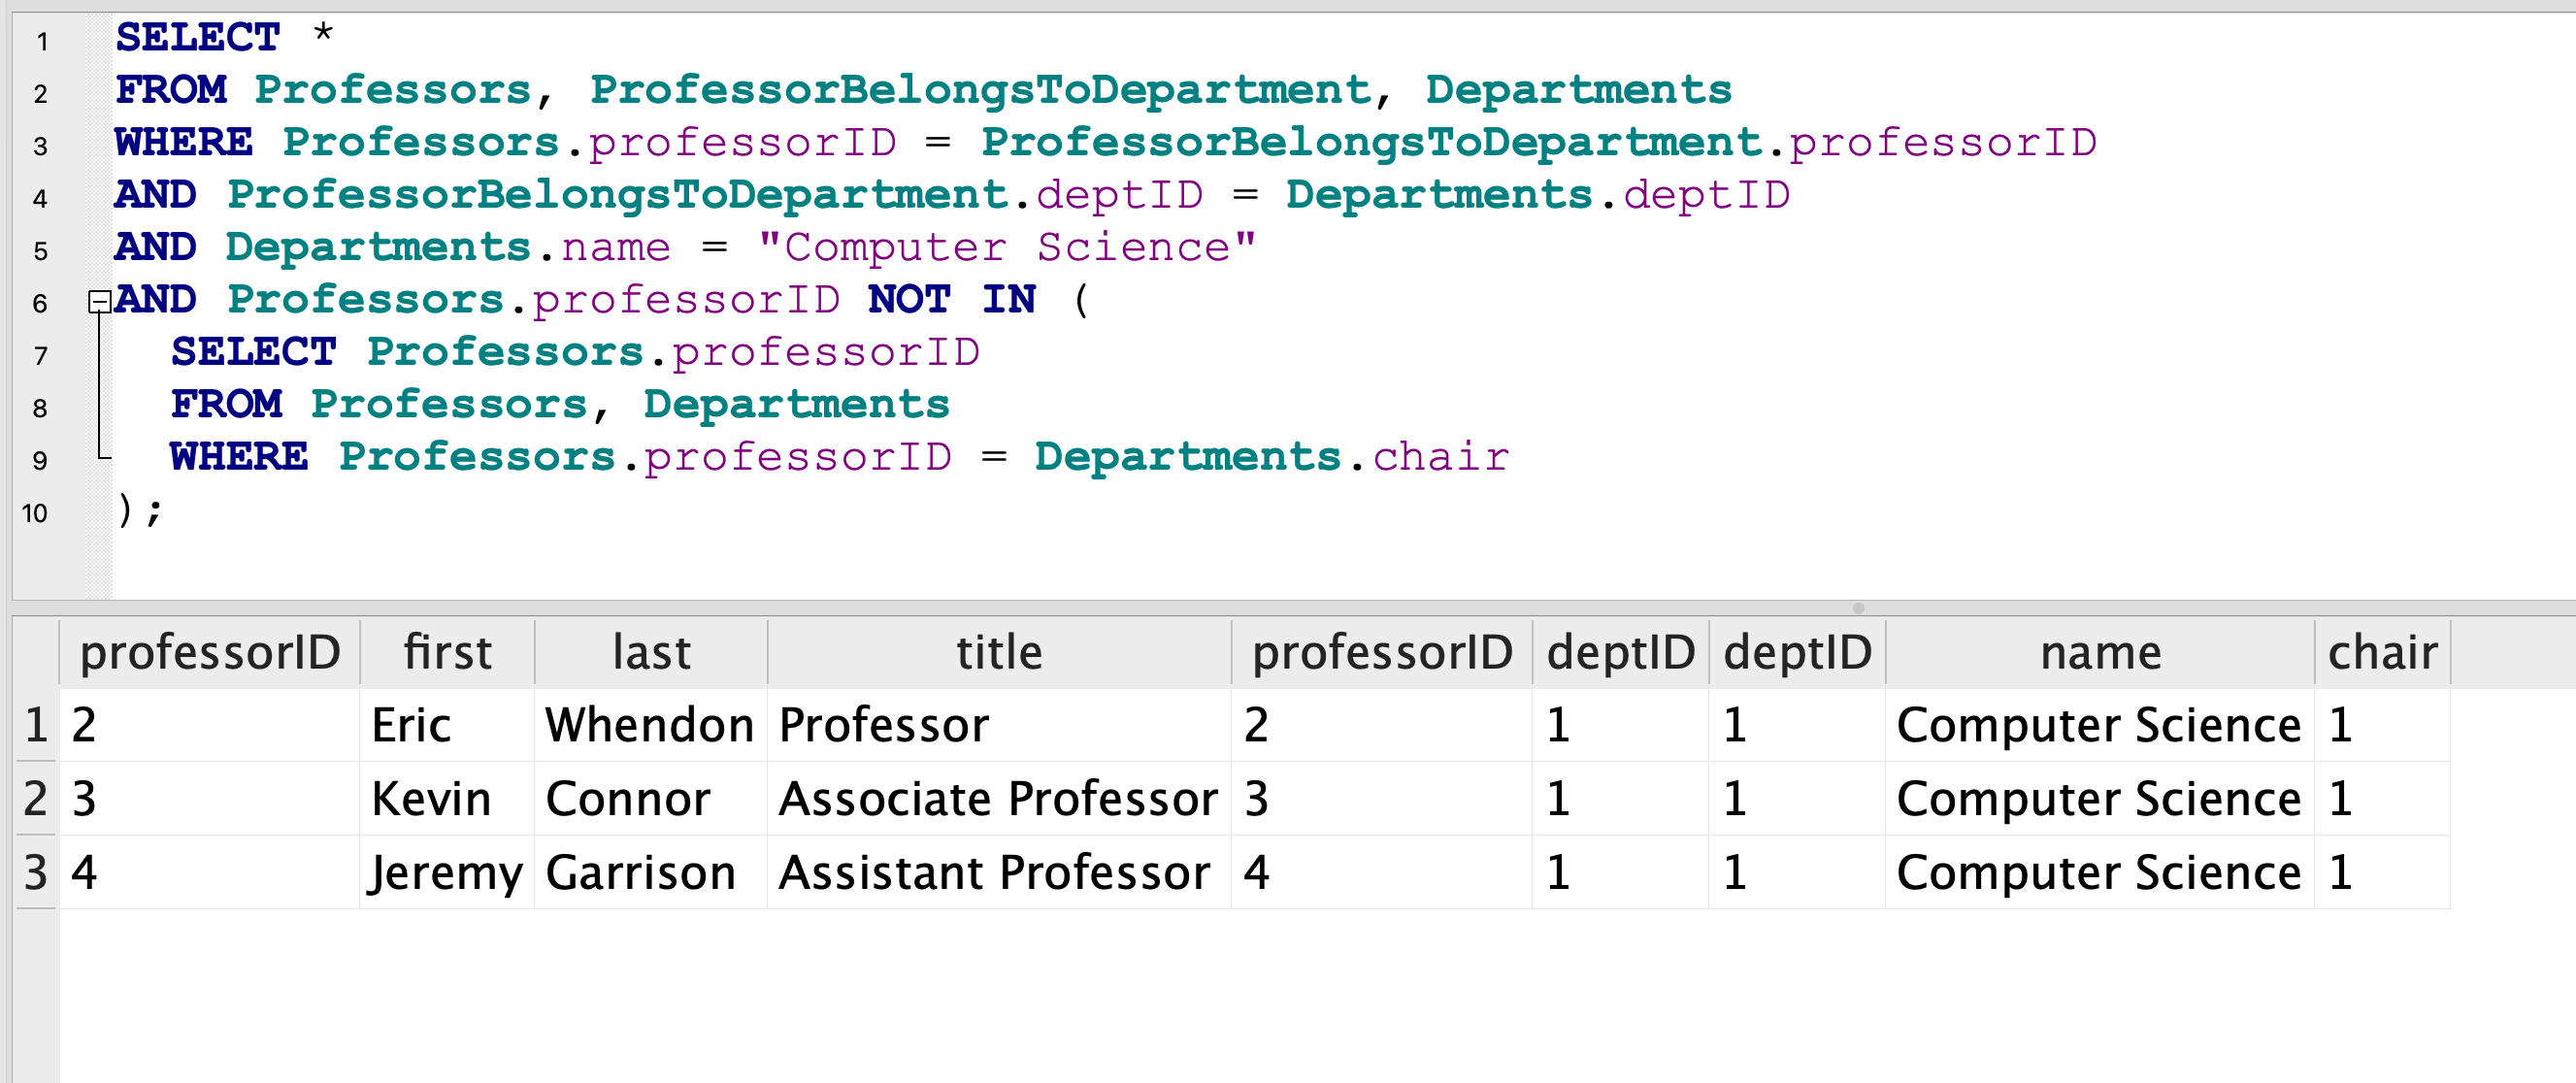 1 SELECT *
2 FROM Professors, ProfessorBelongsToDepartment, Departments
3 WHERE Professors.professorID = ProfessorBelongsToDepartment.professorID
4 AND ProfessorBelongsToDepartment.deptID = Departments.deptID
5 AND Departments.name = "Computer Science"
6 AND Professors.professorID NOT IN (
7 SELECT Professors.professorID
8 FROM Professors, Departments
9 WHERE Professors.professorID = Departments.chair
10 );
professorID first last title professorID deptID deptID name chair
1 2 Eric Whendon Professor 2 1 1 Computer Science 1
2 3 Kevin Connor Associate Professor 3 1 1 Computer Science 1
3 4 Jeremy Garrison Assistant Professor 4 1 1 Computer Science 1